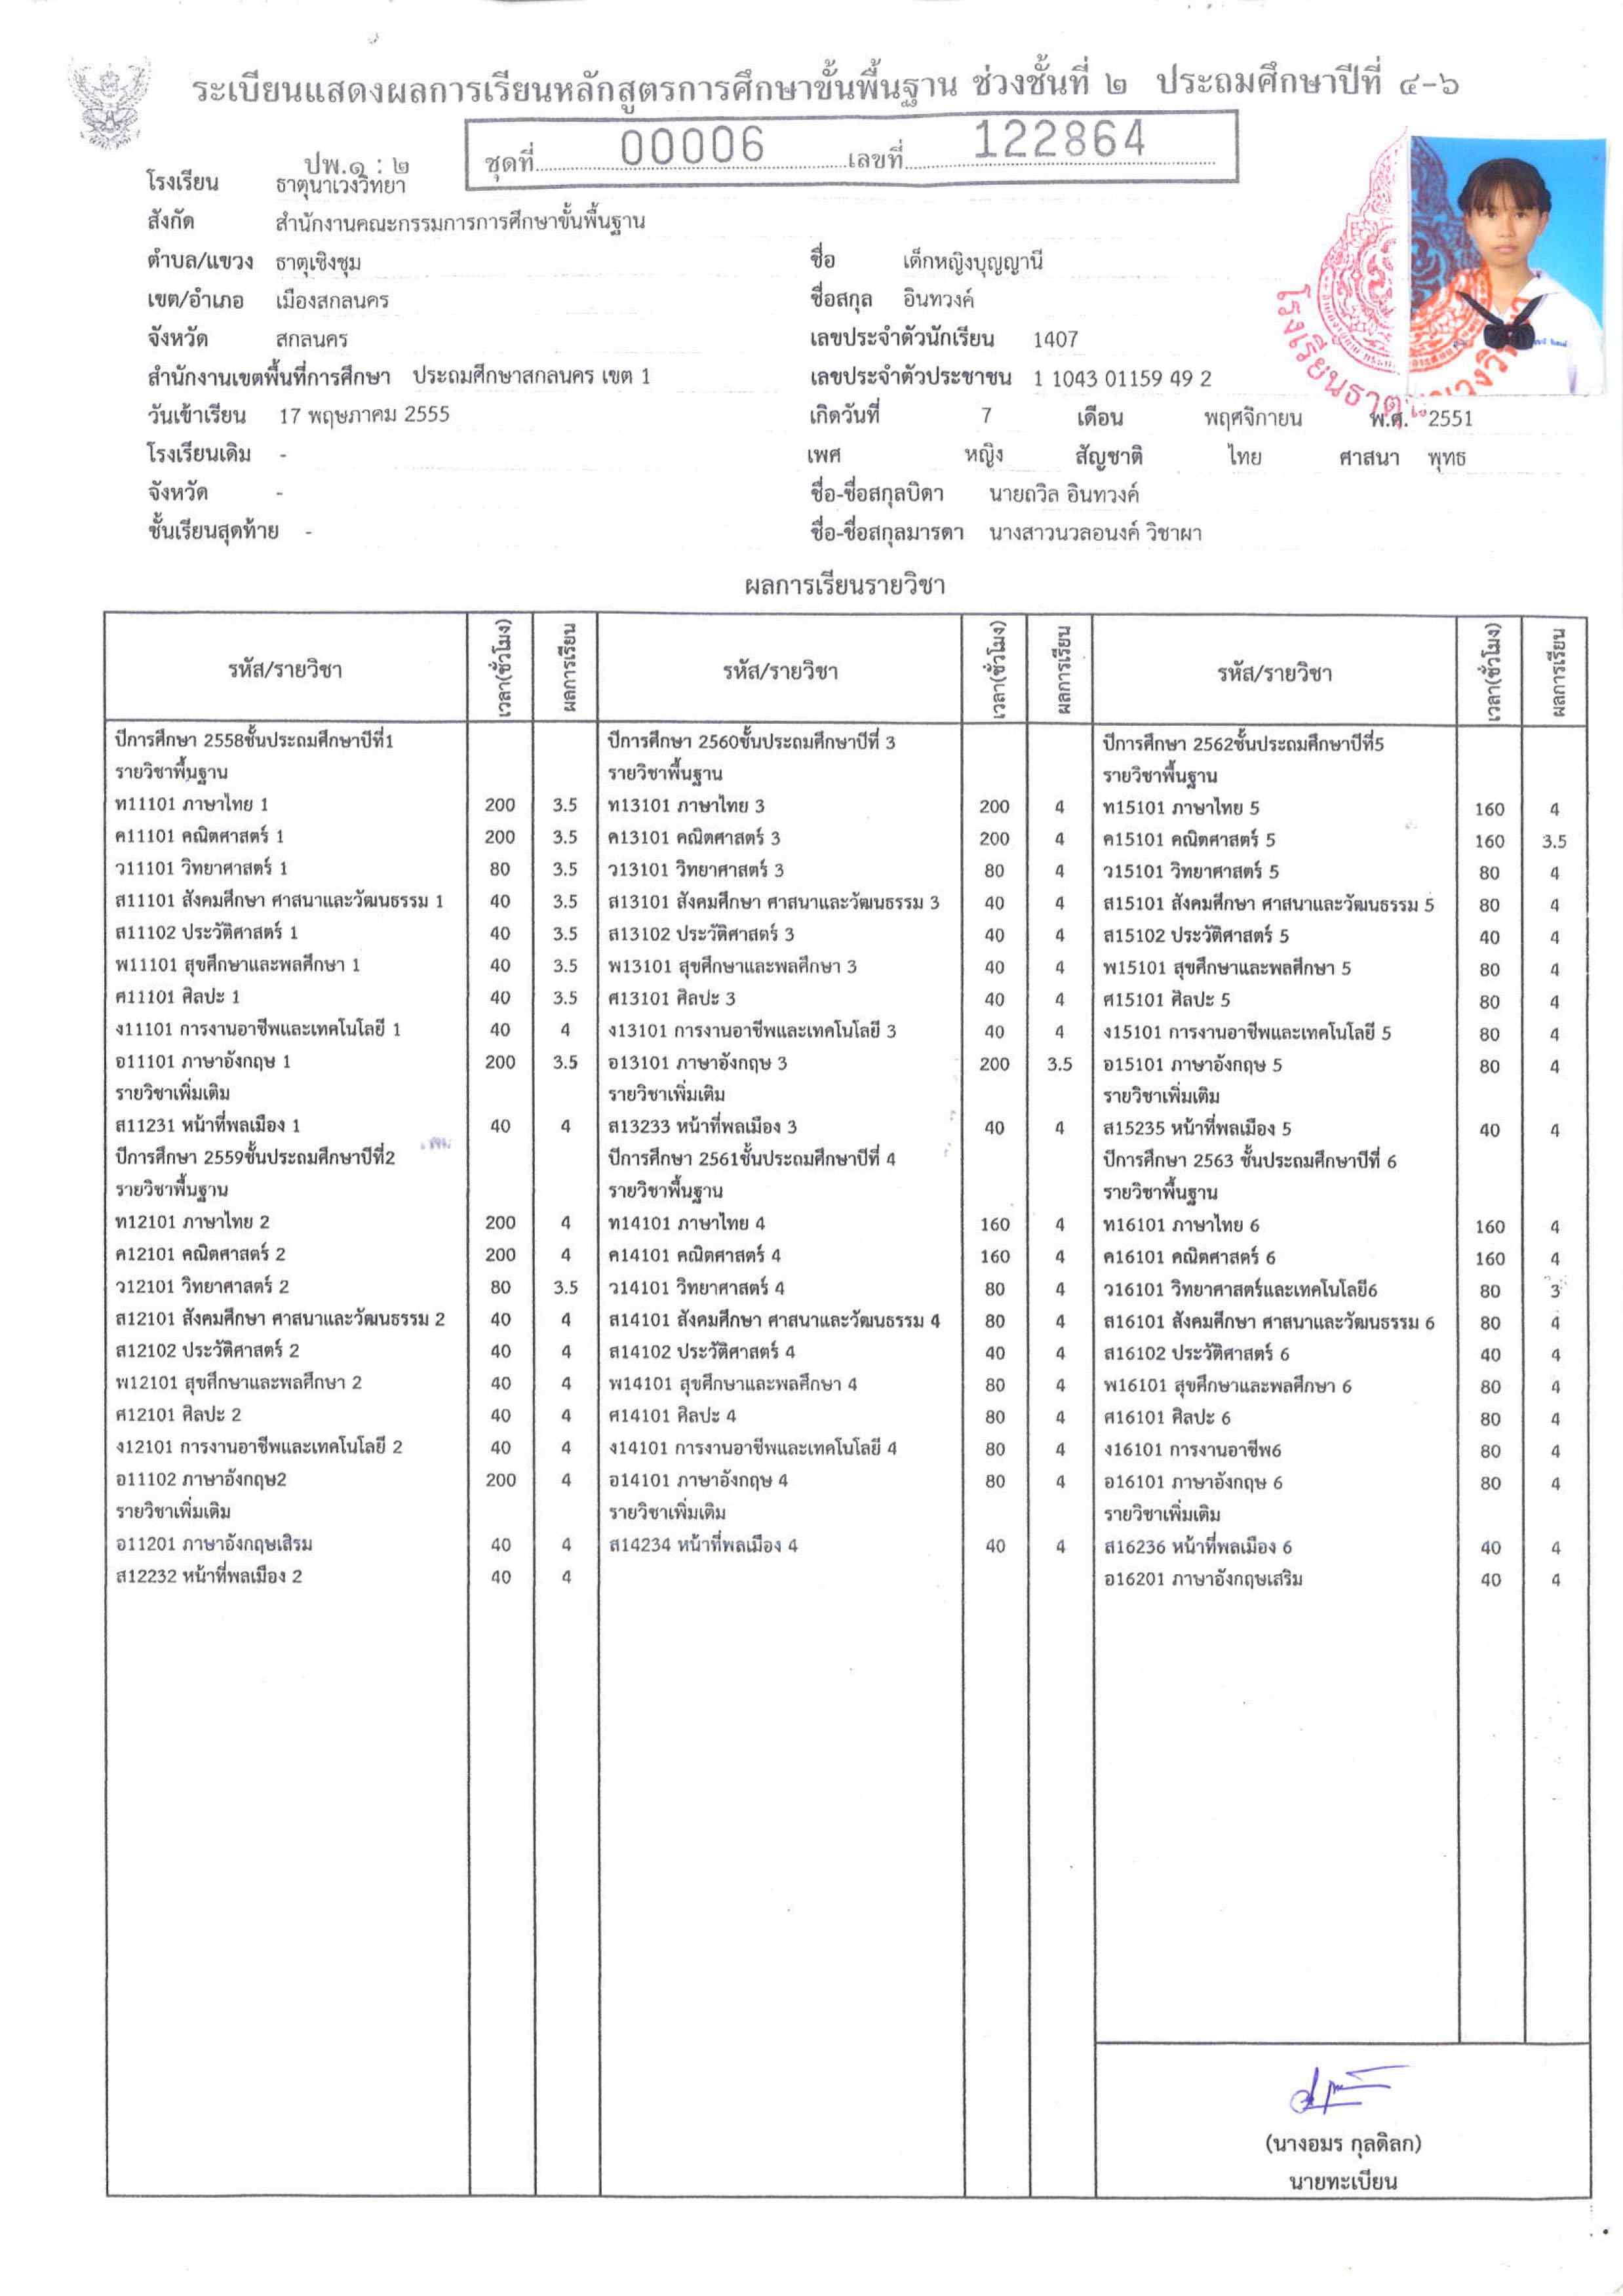 ระเบียนแสดงผลการเรียนหลักสูตรการศึกษาขั้นพื้นฐาน ช่วงชั้นที่ ๒ ประถมศึกษาปีที่ ๔-๖
ปพ.๑ : ๒ ชุดที่ 00006 เลขที่ 122864
โรงเรียน ธาตุนาเวงวิทยา
สังกัด สำนักงานคณะกรรมการการศึกษาขั้นพื้นฐาน
ตำบล/แขวง ธาตุเชิงชุม
เขต/อำเภอ เมืองสกลนคร
จังหวัด สกลนคร
สำนักงานเขตพื้นที่การศึกษา ประถมศึกษาสกลนคร เขต 1
วันเข้าเรียน 17 พฤษภาคม 2555
โรงเรียนเดิม -
จังหวัด -
ชั้นเรียนสุดท้าย -
ชื่อ เด็กหญิงบุญญานี
ชื่อสกุล อินทวงค์
เลขประจำตัวนักเรียน 1407
เลขประจำตัวประชาชน 1 1043 01159 49 2
เกิดวันที่ 7 เดือน พฤศจิกายน พ.ศ. 2551
เพศ หญิง สัญชาติ ไทย ศาสนา พุทธ
ชื่อ-ชื่อสกุลบิดา นายถวิล อินทวงค์
ชื่อ-ชื่อสกุลมารดา นางสาวนวลอนงค์ วิชาผา
ผลการเรียนรายวิชา
รหัส/รายวิชา เวลา(ชั่วโมง) ผลการเรียน
ปีการศึกษา 2558ชั้นประถมศึกษาปีที่1
รายวิชาพื้นฐาน
ท11101 ภาษาไทย 1 200 3.5
ค11101 คณิตศาสตร์ 1 200 3.5
ว11101 วิทยาศาสตร์ 1 80 3.5
ส11101 สังคมศึกษา ศาสนาและวัฒนธรรม 1 40 3.5
ส11102 ประวัติศาสตร์ 1 40 3.5
พ11101 สุขศึกษาและพลศึกษา 1 40 3.5
ศ11101 ศิลปะ 1 40 3.5
ง11101 การงานอาชีพและเทคโนโลยี 1 40 4
อ11101 ภาษาอังกฤษ 1 200 3.5
รายวิชาเพิ่มเติม
ส11231 หน้าที่พลเมือง 1 40 4
ปีการศึกษา 2559ชั้นประถมศึกษาปีที่2
รายวิชาพื้นฐาน
ท12101 ภาษาไทย 2 200 4
ค12101 คณิตศาสตร์ 2 200 4
ว12101 วิทยาศาสตร์ 2 80 3.5
ส12101 สังคมศึกษา ศาสนาและวัฒนธรรม 2 40 4
ส12102 ประวัติศาสตร์ 2 40 4
พ12101 สุขศึกษาและพลศึกษา 2 40 4
ศ12101 ศิลปะ 2 40 4
ง12101 การงานอาชีพและเทคโนโลยี 2 40 4
อ11102 ภาษาอังกฤษ2 200 4
รายวิชาเพิ่มเติม
อ11201 ภาษาอังกฤษเสิรม 40 4
ส12232 หน้าที่พลเมือง 2 40 4
รหัส/รายวิชา เวลา(ชั่วโมง) ผลการเรียน
ปีการศึกษา 2560ชั้นประถมศึกษาปีที่ 3
รายวิชาพื้นฐาน
ท13101 ภาษาไทย 3 200 4
ค13101 คณิตศาสตร์ 3 200 4
ว13101 วิทยาศาสตร์ 3 80 4
ส13101 สังคมศึกษา ศาสนาและวัฒนธรรม 3 40 4
ส13102 ประวัติศาสตร์ 3 40 4
พ13101 สุขศึกษาและพลศึกษา 3 40 4
ศ13101 ศิลปะ 3 40 4
ง13101 การงานอาชีพและเทคโนโลยี 3 40 4
อ13101 ภาษาอังกฤษ 3 200 3.5
รายวิชาเพิ่มเติม
ส13233 หน้าที่พลเมือง 3 40 4
ปีการศึกษา 2561ชั้นประถมศึกษาปีที่ 4
รายวิชาพื้นฐาน
ท14101 ภาษาไทย 4 160 4
ค14101 คณิตศาสตร์ 4 160 4
ว14101 วิทยาศาสตร์ 4 80 4
ส14101 สังคมศึกษา ศาสนาและวัฒนธรรม 4 80 4
ส14102 ประวัติศาสตร์ 4 40 4
พ14101 สุขศึกษาและพลศึกษา 4 80 4
ศ14101 ศิลปะ 4 80 4
ง14101 การงานอาชีพและเทคโนโลยี 4 80 4
อ14101 ภาษาอังกฤษ 4 80 4
รายวิชาเพิ่มเติม
ส14234 หน้าที่พลเมือง 4 40 4
รหัส/รายวิชา เวลา(ชั่วโมง) ผลการเรียน
ปีการศึกษา 2562ชั้นประถมศึกษาปีที่5
รายวิชาพื้นฐาน
ท15101 ภาษาไทย 5 160 4
ค15101 คณิตศาสตร์ 5 160 3.5
ว15101 วิทยาศาสตร์ 5 80 4
ส15101 สังคมศึกษา ศาสนาและวัฒนธรรม 5 80 4
ส15102 ประวัติศาสตร์ 5 40 4
พ15101 สุขศึกษาและพลศึกษา 5 80 4
ศ15101 ศิลปะ 5 80 4
ง15101 การงานอาชีพและเทคโนโลยี 5 80 4
อ15101 ภาษาอังกฤษ 5 80 4
รายวิชาเพิ่มเติม
ส15235 หน้าที่พลเมือง 5 40 4
ปีการศึกษา 2563 ชั้นประถมศึกษาปีที่ 6
รายวิชาพื้นฐาน
ท16101 ภาษาไทย 6 160 4
ค16101 คณิตศาสตร์ 6 160 4
ว16101 วิทยาศาสตร์และเทคโนโลยี6 80 3
ส16101 สังคมศึกษา ศาสนาและวัฒนธรรม 6 80 4
ส16102 ประวัติศาสตร์ 6 40 4
พ16101 สุขศึกษาและพลศึกษา 6 80 4
ศ16101 ศิลปะ 6 80 4
ง16101 การงานอาชีพ6 80 4
อ16101 ภาษาอังกฤษ 6 80 4
รายวิชาเพิ่มเติม
ส16236 หน้าที่พลเมือง 6 40 4
อ16201 ภาษาอังกฤษเสริม 40 4
(นางอมร กุลดิลก)
นายทะเบียน